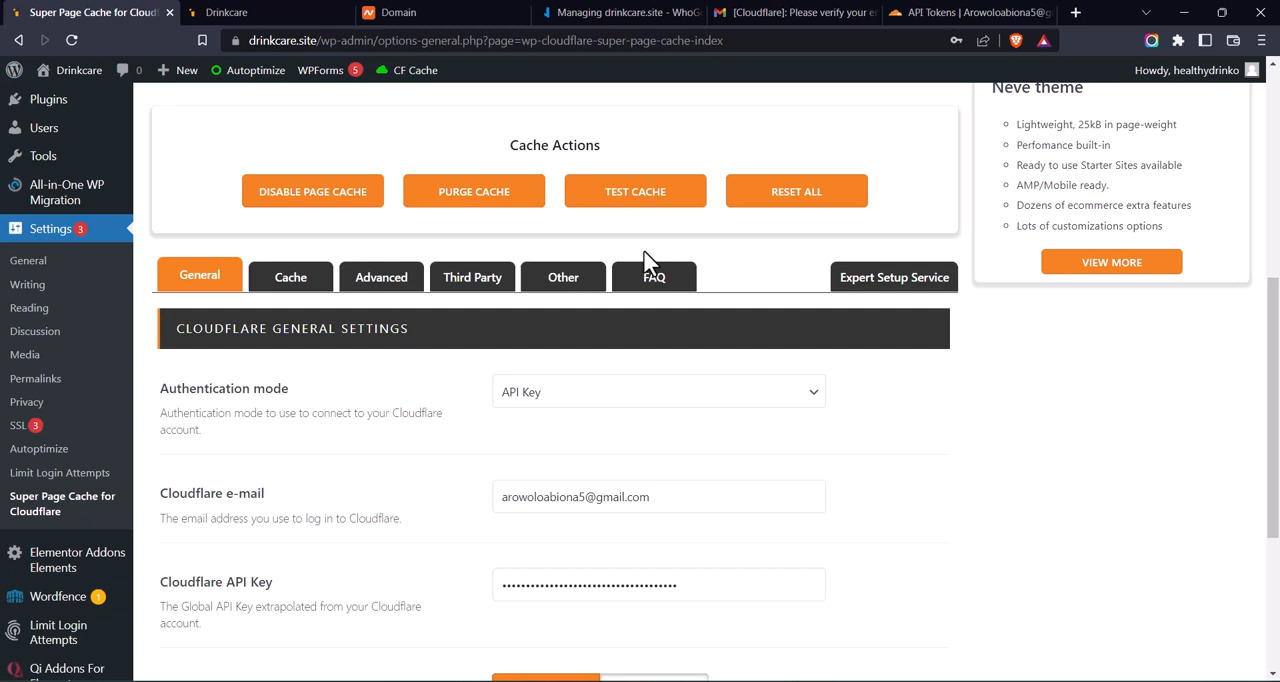 Super Page Cache for Cloudf
Drinkcare
Domain
Managing drinkcare.site - WhoG
[Cloudflare]: Please verify your e
API Tokens | Arowoloabiona5@g
drinkcare.site/wp-admin/options-general.php?page=wp-cloudflare-super-page-cache-index
Drinkcare
0
New
Autoptimize
WPForms 5
CF Cache
Howdy, healthydrinko
Plugins
Users
Tools
All-in-One WP
Migration
Settings 3
General
Writing
Reading
Discussion
Media
Permalinks
Privacy
SSL 3
Autoptimize
Limit Login Attempts
Super Page Cache for
Cloudflare
Elementor Addons
Elements
Wordfence 1
Limit Login
Attempts
Qi Addons For
Cache Actions
DISABLE PAGE CACHE
PURGE CACHE
TEST CACHE
RESET ALL
General
Cache
Advanced
Third Party
Other
FAQ
Expert Setup Service
CLOUDFLARE GENERAL SETTINGS
Authentication mode
Authentication mode to use to connect to your Cloudflare
account.
API Key
Cloudflare e-mail
The email address you use to log in to Cloudflare.
arowoloabiona5@gmail.com
Cloudflare API Key
The Global API Key extrapolated from your Cloudflare
account.
Neve theme
Lightweight, 25kB in page-weight
Perfomance built-in
Ready to use Starter Sites available
AMP/Mobile ready.
Dozens of ecommerce extra features
Lots of customizations options
VIEW MORE